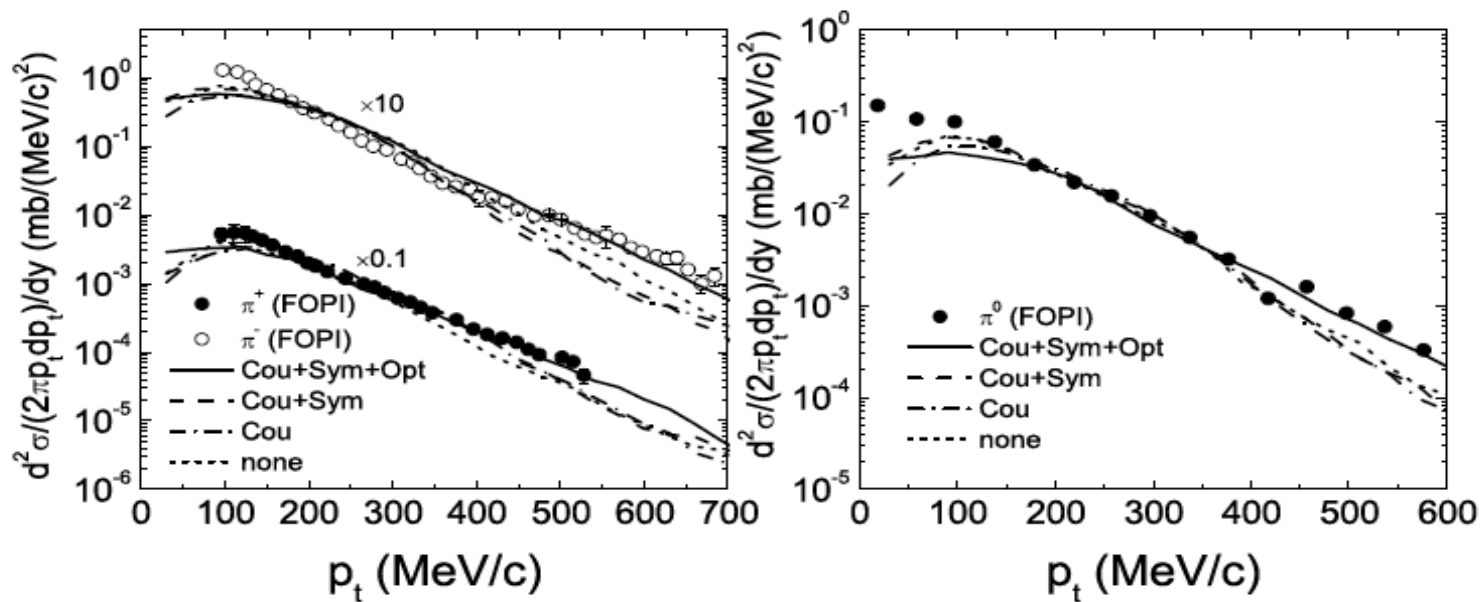 d²σ/(2πp_t dp_t)/dy (mb/(MeV/c)²)
10⁰
10⁻¹
10⁻²
10⁻³
10⁻⁴
10⁻⁵
10⁻⁶
×10
×0.1
π⁺ (FOPI)
π⁻ (FOPI)
Cou+Sym+Opt
Cou+Sym
Cou
none
0 100 200 300 400 500 600 700
p_t (MeV/c)
d²σ/(2πp_t dp_t)/dy (mb/(MeV/c)²)
10⁰
10⁻¹
10⁻²
10⁻³
10⁻⁴
10⁻⁵
π⁰ (FOPI)
Cou+Sym+Opt
Cou+Sym
Cou
none
0 100 200 300 400 500 600
p_t (MeV/c)